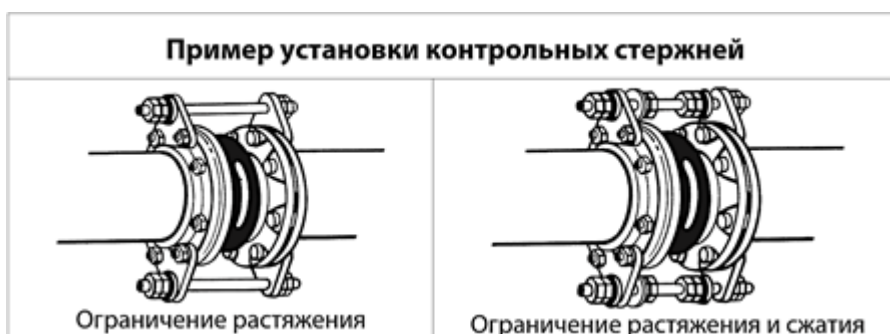 Пример установки контрольных стержней
Ограничение растяжения
Ограничение растяжения и сжатия